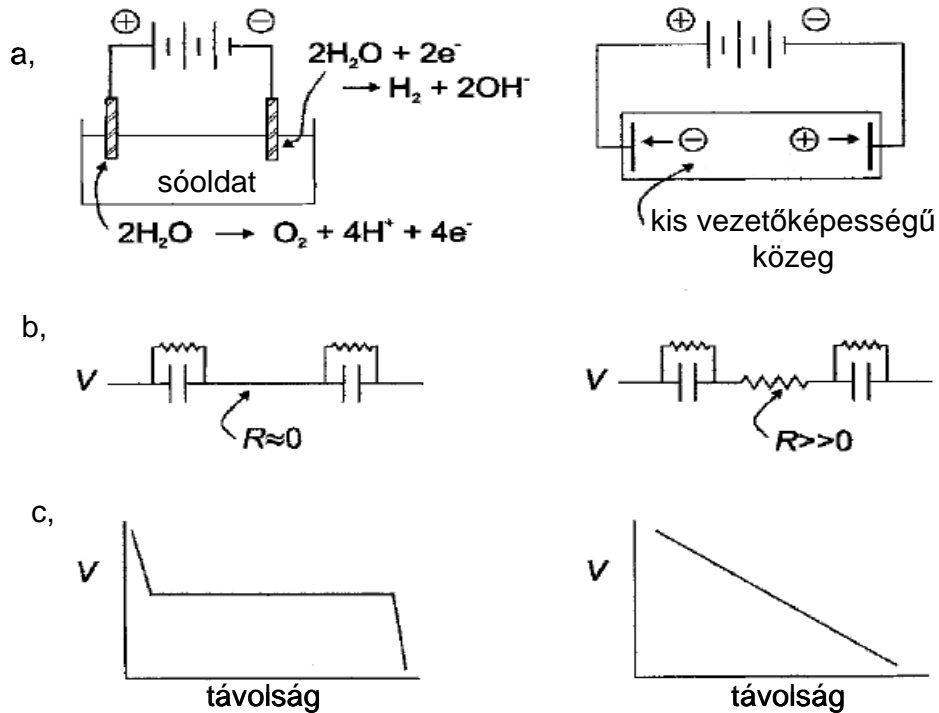 a,
⊕ ⊖
2H₂O + 2e⁻
→ H₂ + 2OH⁻
sóoldat
2H₂O → O₂ + 4H⁺ + 4e⁻
⊕ ⊖
⊖ ⊕
kis vezetőképességű
közeg
b,
V
R≈0
V
R>>0
c,
V
távolság
V
távolság